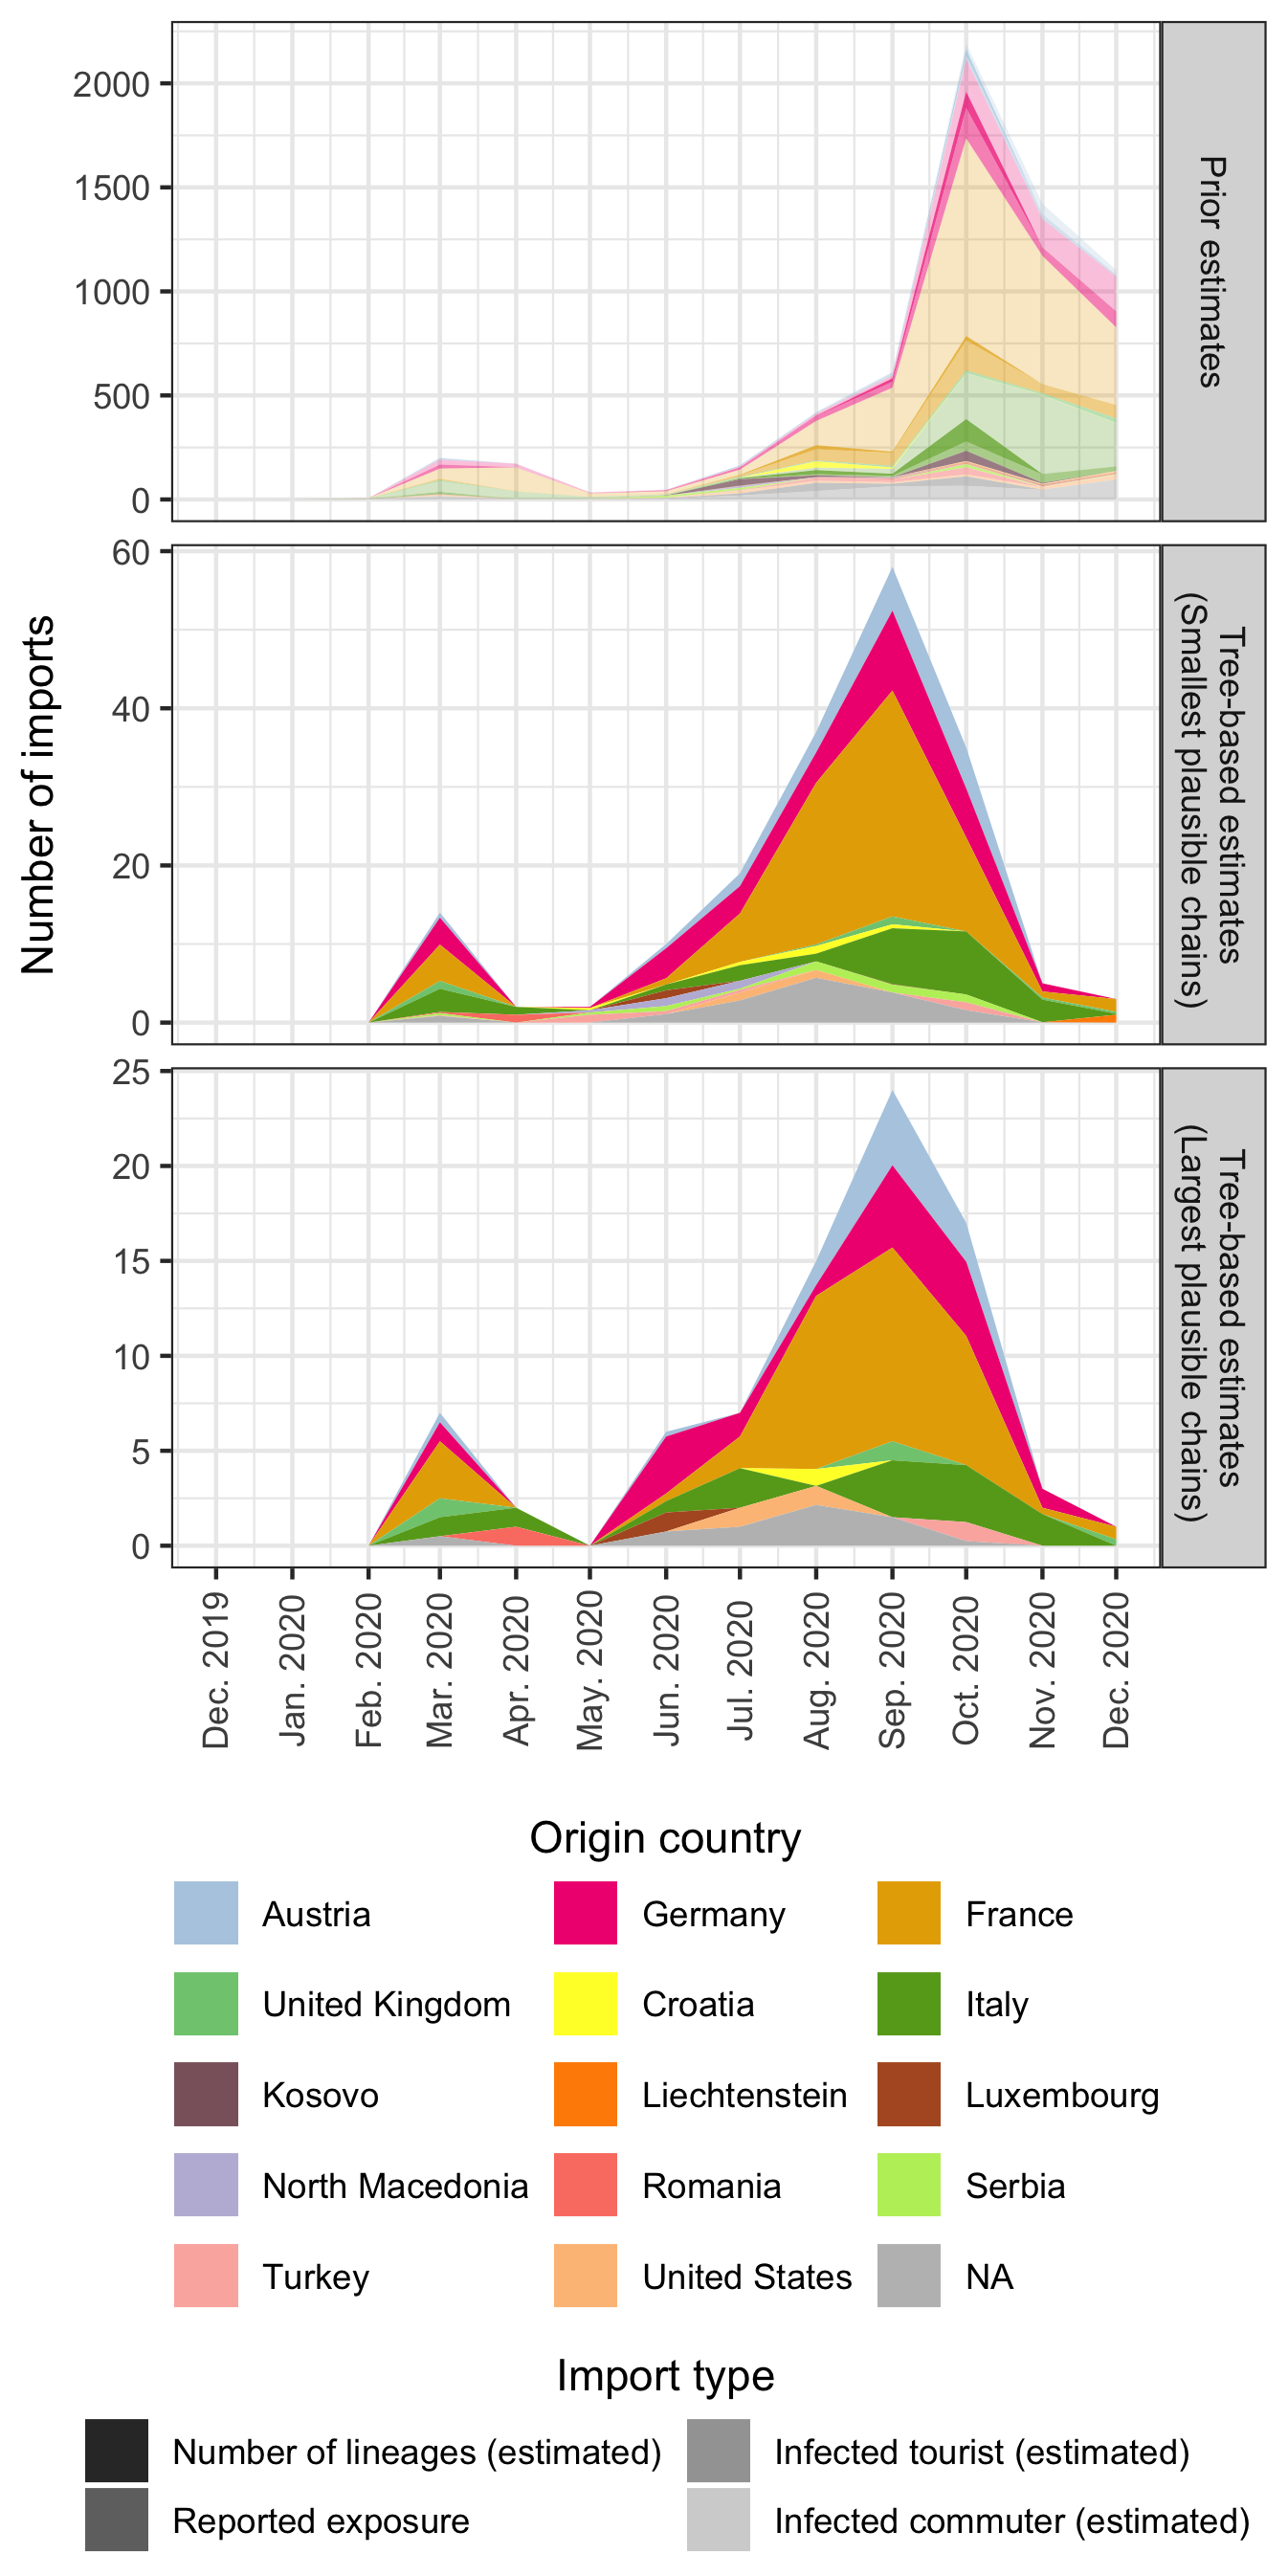 Number of imports
2000
1500
1000
500
0
Prior estimates
60
40
20
0
Tree-based estimates
(Smallest plausible chains)
25
20
15
10
5
0
Tree-based estimates
(Largest plausible chains)
Dec. 2019
Jan. 2020
Feb. 2020
Mar. 2020
Apr. 2020
May. 2020
Jun. 2020
Jul. 2020
Aug. 2020
Sep. 2020
Oct. 2020
Nov. 2020
Dec. 2020
Origin country
Austria
Germany
France
United Kingdom
Croatia
Italy
Kosovo
Liechtenstein
Luxembourg
North Macedonia
Romania
Serbia
Turkey
United States
NA
Import type
Number of lineages (estimated)
Infected tourist (estimated)
Reported exposure
Infected commuter (estimated)